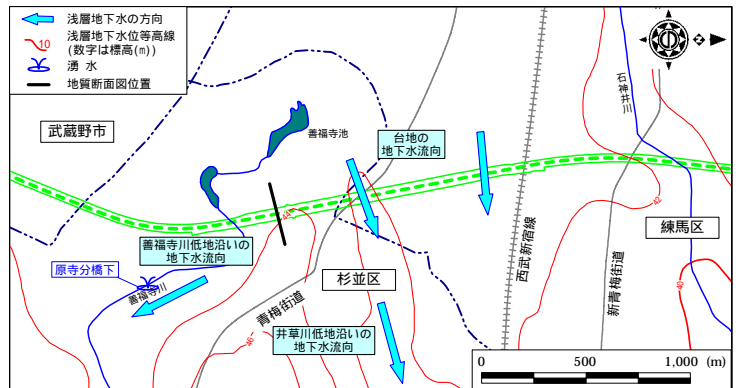 浅層地下水の方向
浅層地下水位等高線
(数字は標高(m))
10
湧 水
地質断面図位置
武蔵野市
善福寺池
台地の
地下水流向
石神井川
42
44
練馬区
善福寺川低地沿いの
地下水流向
西武新宿線
原寺分橋下
善福寺川
杉並区
青梅街道
新青梅街道
40
46
井草川低地沿いの
地下水流向
0 500 1,000 (m)